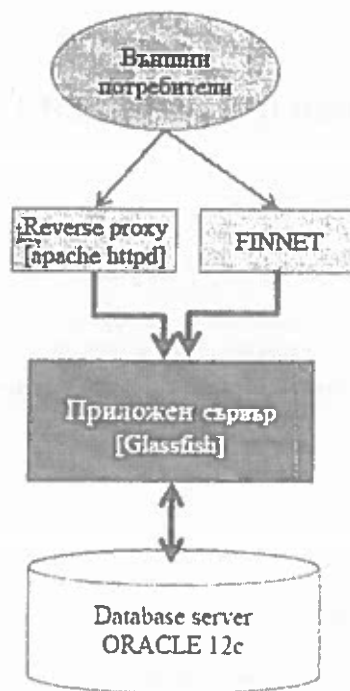 Външни
потребители
Reverse proxy
[apache httpd]
FINNET
Приложен сървър
[Glassfish]
Database server
ORACLE 12c